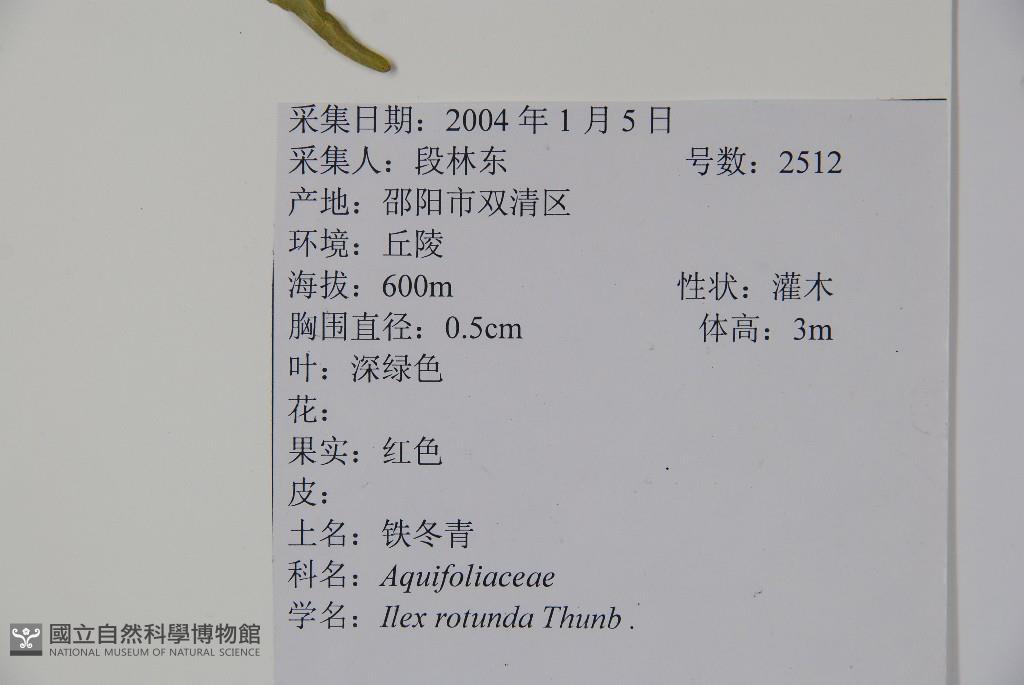 采集日期：2004 年 1 月 5 日
采集人：段林东 号数：2512
产地：邵阳市双清区
环境：丘陵
海拔：600m 性状：灌木
胸围直径：0.5cm 体高：3m
叶：深绿色
花：
果实：红色
皮：
土名：铁冬青
科名：Aquifoliaceae
学名：Ilex rotunda Thunb .
國立自然科學博物館
NATIONAL MUSEUM OF NATURAL SCIENCE